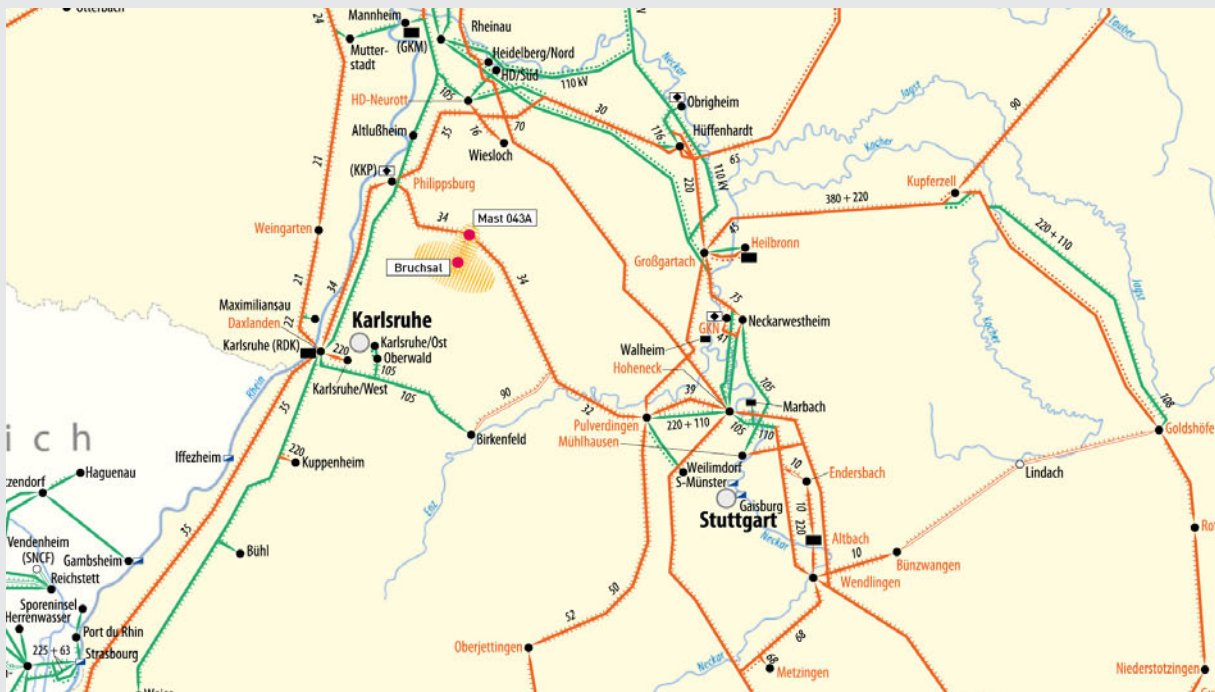 Otterbach
24
Mannheim
(GKM)
Mutter-
stadt
Rheinau
Heidelberg/Nord
HD/Süd
110 kV
105
HD-Neurott
Neckar
Obrigheim
Tauber
90
Jagst
Kocher
30
Altlußheim
35
70
16
Wiesloch
116
Hüffenhardt
65
21
(KKP)
Philippsburg
110 kV
220
Kupferzell
380 + 220
220 + 110
34
Mast 043A
Weingarten
45
Heilbronn
Großgartach
Bruchsal
34
21
34
Jagst
Kocher
75
Maximiliansau
22
Daxlanden
Karlsruhe
Karlsruhe (RDK)
Karlsruhe/Ost
Oberwald
220
105
Karlsruhe/West
Neckarwestheim
GKN
41
Walheim
Hoheneck
Rhein
105
90
39
105
Marbach
32
Pulverdingen
220 + 110
105
110
Mühlhausen
108
Goldshöfe
ich
35
Birkenfeld
Iffezheim
220
Kuppenheim
Haguenau
Weilimdorf
S-Münster
10
Endersbach
Lindach
Gaisburg
Stuttgart
10
220
Enz
35
Neckar
Altbach
10
Bünzwangen
Wendlingen
Vendenheim
(SNCF)
Gambsheim
Bühl
Reichstett
Sporeninsel
Herrenwasser
Port du Rhin
225 + 63
Strasbourg
50
52
Oberjettingen
68
68
Metzingen
Neckar
Niederstotzingen